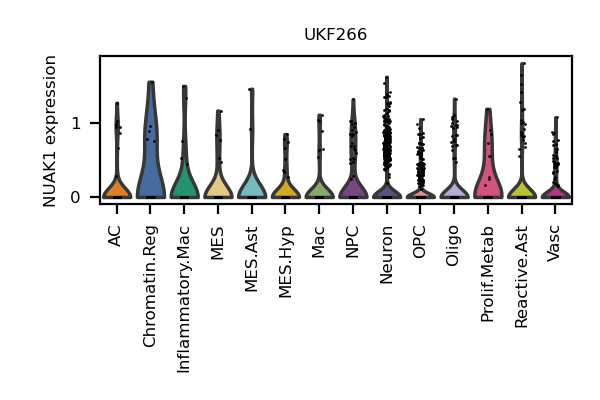 UKF266
NUAK1 expression
1
0
AC
Chromatin.Reg
Inflammatory.Mac
MES
MES.Ast
MES.Hyp
Mac
NPC
Neuron
OPC
Oligo
Prolif.Metab
Reactive.Ast
Vasc